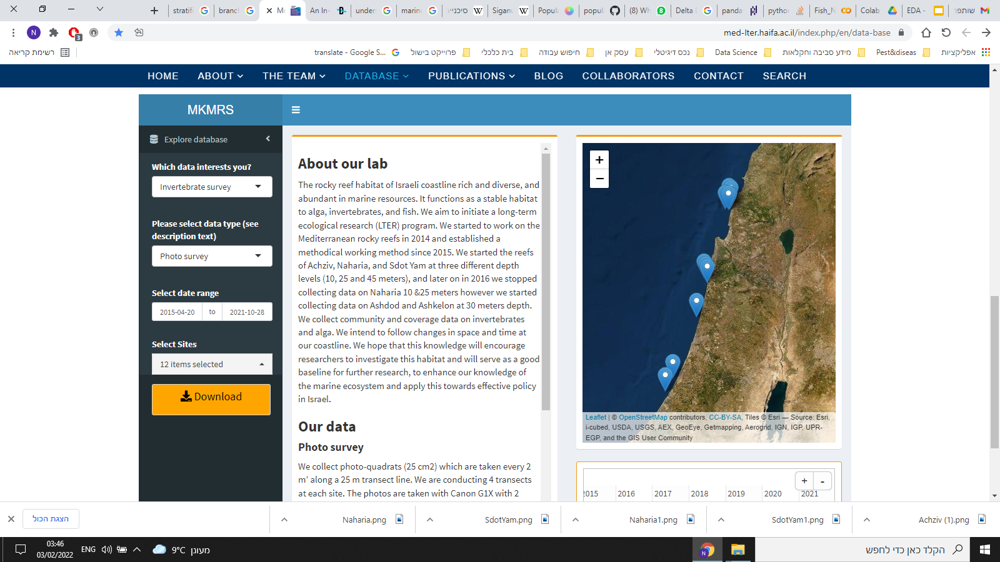 stratifi
branch
Mo
An In-
unders
marine
סיכניינ
Siganu
Popula
popula
(8) Wh
Delta D
panda
python
Fish_N
Colab
EDA -
שותפר
N
3
med-lter.haifa.ac.il/index.php/en/data-base
רשימת קריאה
translate - Google S...
פרוייקט בישול
בית כלכלי
חיפוש עבודה
עסק אן
נכס דיגיטלי
Data Science
מידע סביבה וחקלאות
Pest&diseas
אפליקציות
HOME ABOUT THE TEAM DATABASE PUBLICATIONS BLOG COLLABORATORS CONTACT SEARCH
MKMRS
Explore database
Which data interests you?
Invertebrate survey
Please select data type (see
description text)
Photo survey
Select date range
2015-04-20 to 2021-10-28
Select Sites
12 items selected
Download
About our lab
The rocky reef habitat of Israeli coastline rich and diverse, and
abundant in marine resources. It functions as a stable habitat
to alga, invertebrates, and fish. We aim to initiate a long-term
ecological research (LTER) program. We started to work on the
Mediterranean rocky reefs in 2014 and established a
methodical working method since 2015. We started the reefs
of Achziv, Naharia, and Sdot Yam at three different depth
levels (10, 25 and 45 meters), and later on in 2016 we stopped
collecting data on Naharia 10 &25 meters however we started
collecting data on Ashdod and Ashkelon at 30 meters depth.
We collect community and coverage data on invertebrates
and alga. We intend to follow changes in space and time at
our coastline. We hope that this knowledge will encourage
researchers to investigate this habitat and will serve as a good
baseline for further research, to enhance our knowledge of
the marine ecosystem and apply this towards effective policy
in Israel.
Our data
Photo survey
We collect photo-quadrats (25 cm2) which are taken every 2
m’ along a 25 m transect line. We are conducting 4 transects
at each site. The photos are taken with Canon G1X with 2
+
−
Leaflet | © OpenStreetMap contributors, CC-BY-SA, Tiles © Esri — Source: Esri,
i-cubed, USDA, USGS, AEX, GeoEye, Getmapping, Aerogrid, IGN, IGP, UPR-
EGP, and the GIS User Community
+ -
2015 2016 2017 2018 2019 2020 2021
הצגת הכול
Naharia.png
SdotYam.png
Naharia1.png
SdotYam1.png
Achziv (1).png
03:46
03/02/2022
ENG
9°C מעונן
N
הקלד כאן כדי לחפש